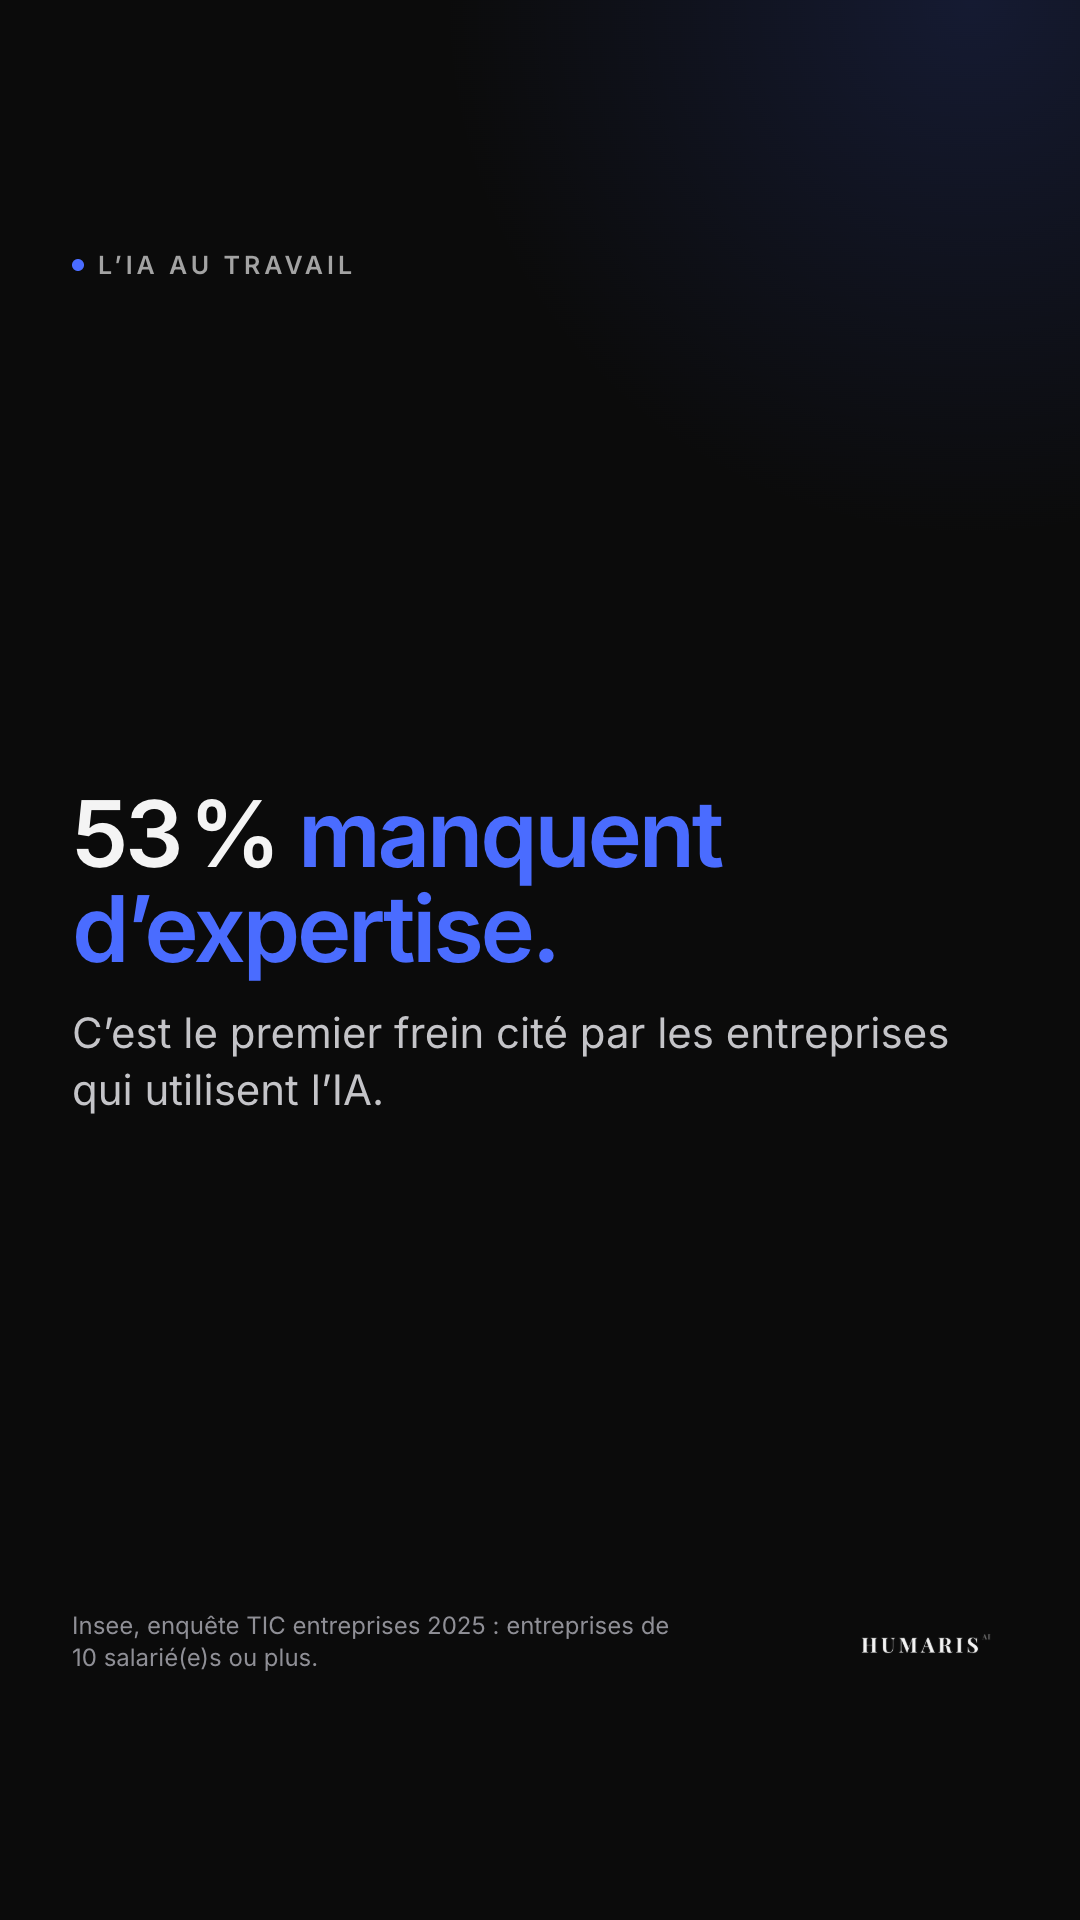 L’IA AU TRAVAIL
53 % manquent
d’expertise.
C’est le premier frein cité par les entreprises
qui utilisent l’IA.
Insee, enquête TIC entreprises 2025 : entreprises de
10 salarié(e)s ou plus.
HUMARIS AI